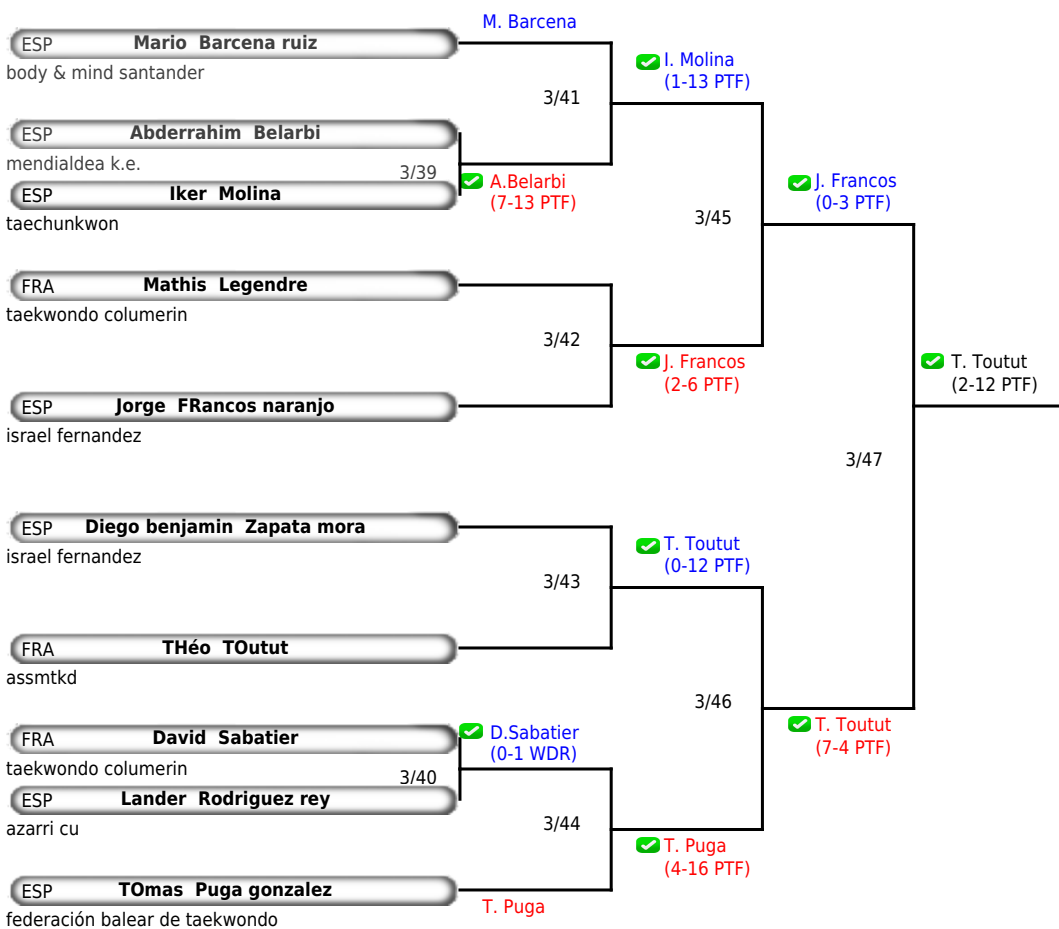 M. Barcena
ESP Mario Barcena ruiz
body & mind santander
I. Molina
(1-13 PTF)
3/41
ESP Abderrahim Belarbi
mendialdea k.e.
3/39
ESP Iker Molina
taechunkwon
A.Belarbi
(7-13 PTF)
J. Francos
(0-3 PTF)
3/45
FRA Mathis Legendre
taekwondo columerin
3/42
J. Francos
(2-6 PTF)
ESP Jorge FRancos naranjo
israel fernandez
T. Toutut
(2-12 PTF)
3/47
ESP Diego benjamin Zapata mora
israel fernandez
T. Toutut
(0-12 PTF)
3/43
FRA THéo TOutut
assmtkd
3/46
FRA David Sabatier
taekwondo columerin
D.Sabatier
(0-1 WDR)
T. Toutut
(7-4 PTF)
3/40
ESP Lander Rodriguez rey
azarri cu
3/44
T. Puga
(4-16 PTF)
ESP TOmas Puga gonzalez
federación balear de taekwondo
T. Puga